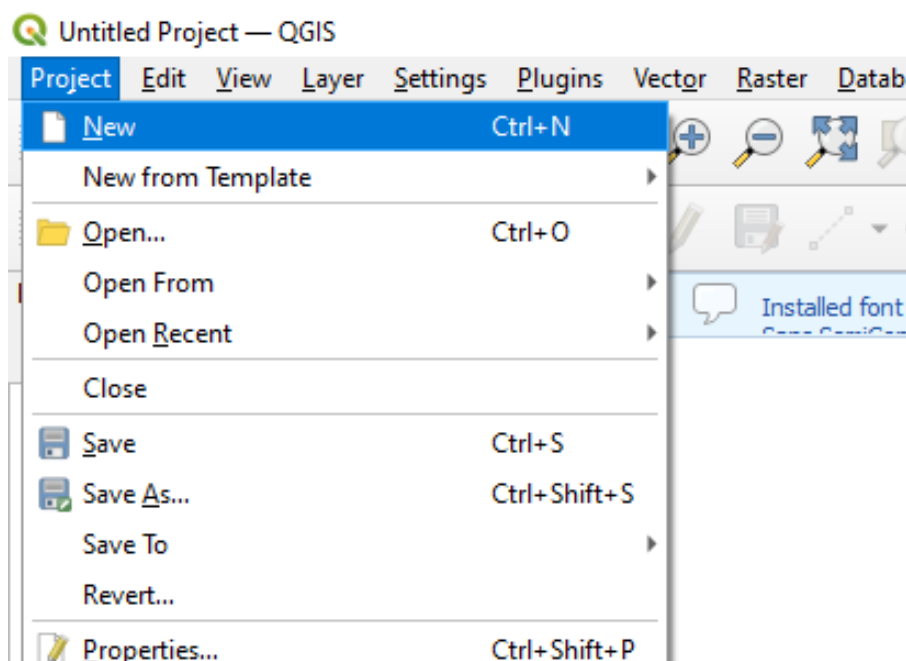 Untitled Project — QGIS
Project Edit View Layer Settings Plugins Vector Raster Datab
New Ctrl+N
New from Template
Open... Ctrl+O
Open From
Installed font
Open Recent
Close
Save Ctrl+S
Save As... Ctrl+Shift+S
Save To
Revert...
Properties... Ctrl+Shift+P